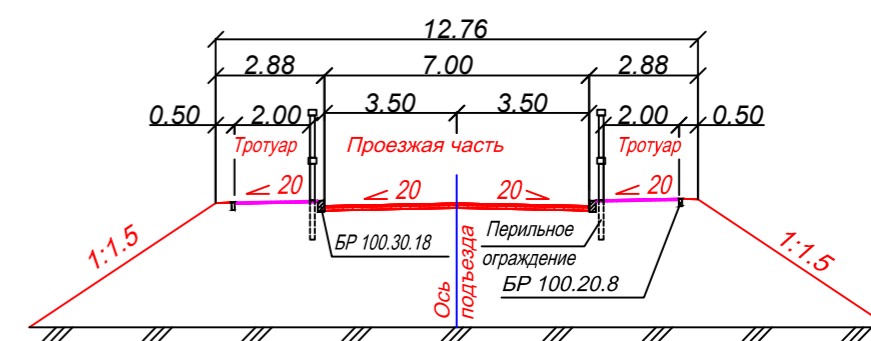 12.76
2.88 7.00 2.88
0.50 2.00 3.50 3.50 2.00 0.50
Тротуар Проезжая часть Тротуар
20 20 20 20
1:1.5 БР 100.30.18 Ось подъезда Перильное ограждение 1:1.5
БР 100.20.8